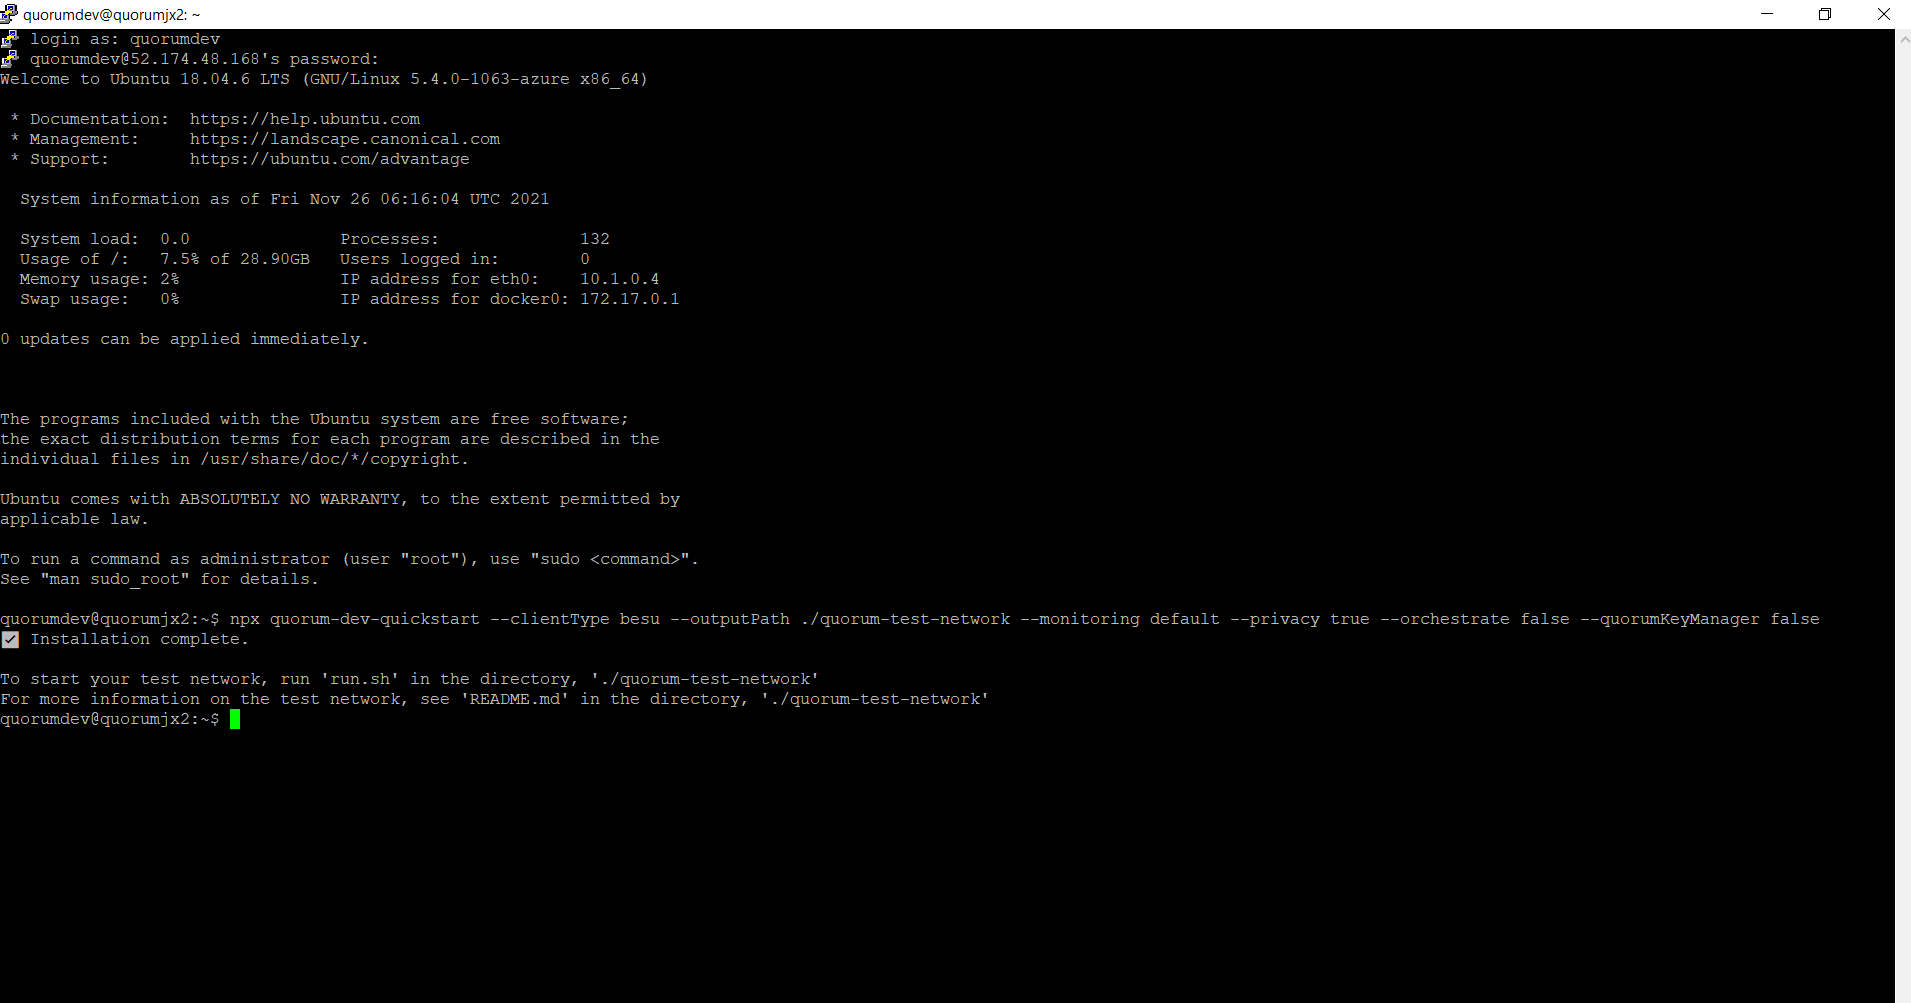 quorumdev@quorumjx2: ~
login as: quorumdev
quorumdev@52.174.48.168's password:
Welcome to Ubuntu 18.04.6 LTS (GNU/Linux 5.4.0-1063-azure x86_64)
* Documentation:  https://help.ubuntu.com
* Management:     https://landscape.canonical.com
* Support:        https://ubuntu.com/advantage
System information as of Fri Nov 26 06:16:04 UTC 2021
System load:  0.0               Processes:              132
Usage of /:   7.5% of 28.90GB   Users logged in:        0
Memory usage: 2%                IP address for eth0:    10.1.0.4
Swap usage:   0%                IP address for docker0: 172.17.0.1
0 updates can be applied immediately.
The programs included with the Ubuntu system are free software;
the exact distribution terms for each program are described in the
individual files in /usr/share/doc/*/copyright.
Ubuntu comes with ABSOLUTELY NO WARRANTY, to the extent permitted by
applicable law.
To run a command as administrator (user "root"), use "sudo <command>".
See "man sudo_root" for details.
quorumdev@quorumjx2:~$ npx quorum-dev-quickstart --clientType besu --outputPath ./quorum-test-network --monitoring default --privacy true --orchestrate false --quorumKeyManager false
Installation complete.
To start your test network, run 'run.sh' in the directory, './quorum-test-network'
For more information on the test network, see 'README.md' in the directory, './quorum-test-network'
quorumdev@quorumjx2:~$